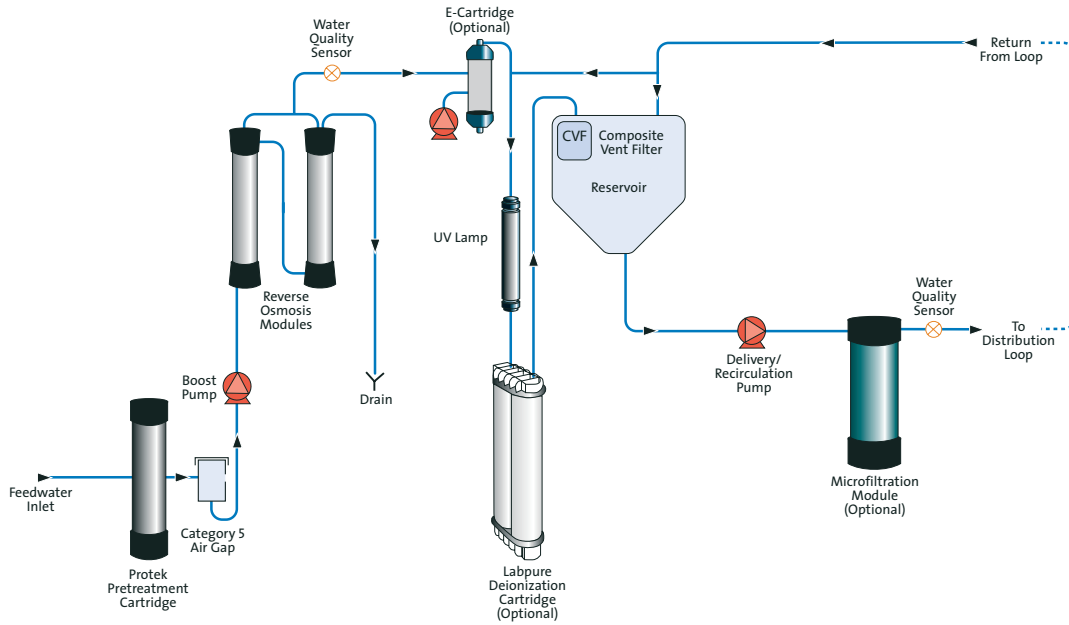 E-Cartridge
(Optional)
Water
Quality
Sensor
Return
From Loop
CVF
Composite
Vent Filter
Reservoir
UV Lamp
Reverse
Osmosis
Modules
Water
Quality
Sensor
To
Distribution
Loop
Delivery/
Recirculation
Pump
Boost
Pump
Drain
Feedwater
Inlet
Category 5
Air Gap
Microfiltration
Module
(Optional)
Protek
Pretreatment
Cartridge
Labpure
Deionization
Cartridge
(Optional)